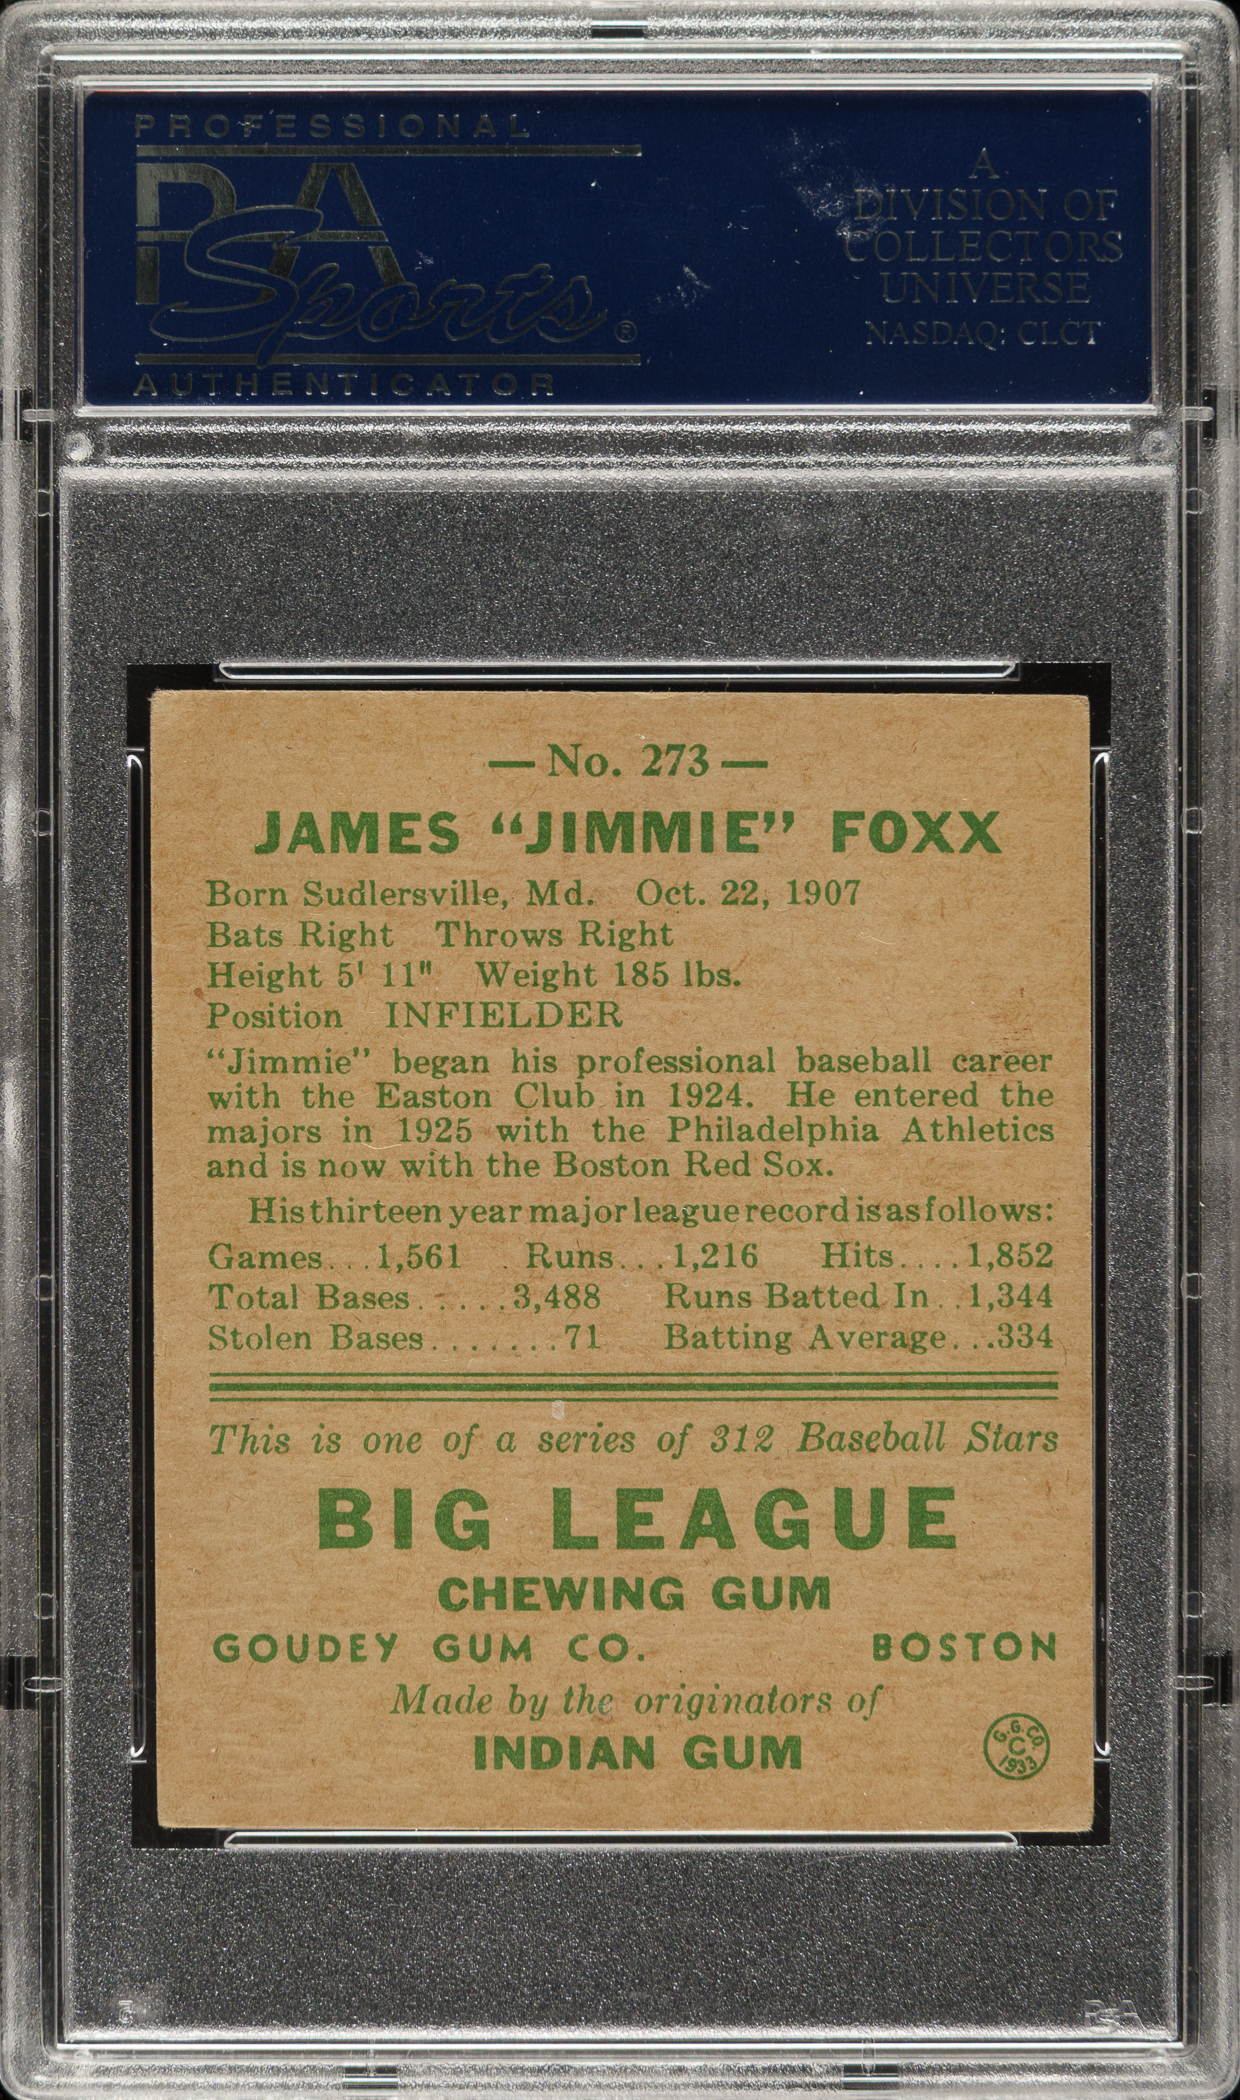 PROFESSIONAL
PSA
Sports®
AUTHENTICATOR
A
DIVISION OF
COLLECTORS
UNIVERSE
NASDAQ: CLCT
— No. 273 —
JAMES “JIMMIE” FOXX
Born Sudlersville, Md. Oct. 22, 1907
Bats Right Throws Right
Height 5' 11" Weight 185 lbs.
Position INFIELDER
“Jimmie” began his professional baseball career
with the Easton Club in 1924. He entered the
majors in 1925 with the Philadelphia Athletics
and is now with the Boston Red Sox.
His thirteen year major league record is as follows:
Games...1,561 Runs...1,216 Hits....1,852
Total Bases......3,488 Runs Batted In..1,344
Stolen Bases.......71 Batting Average...334
This is one of a series of 312 Baseball Stars
BIG LEAGUE
CHEWING GUM
GOUDEY GUM CO. BOSTON
Made by the originators of
INDIAN GUM
G.G.CO.
C
1933
PSA